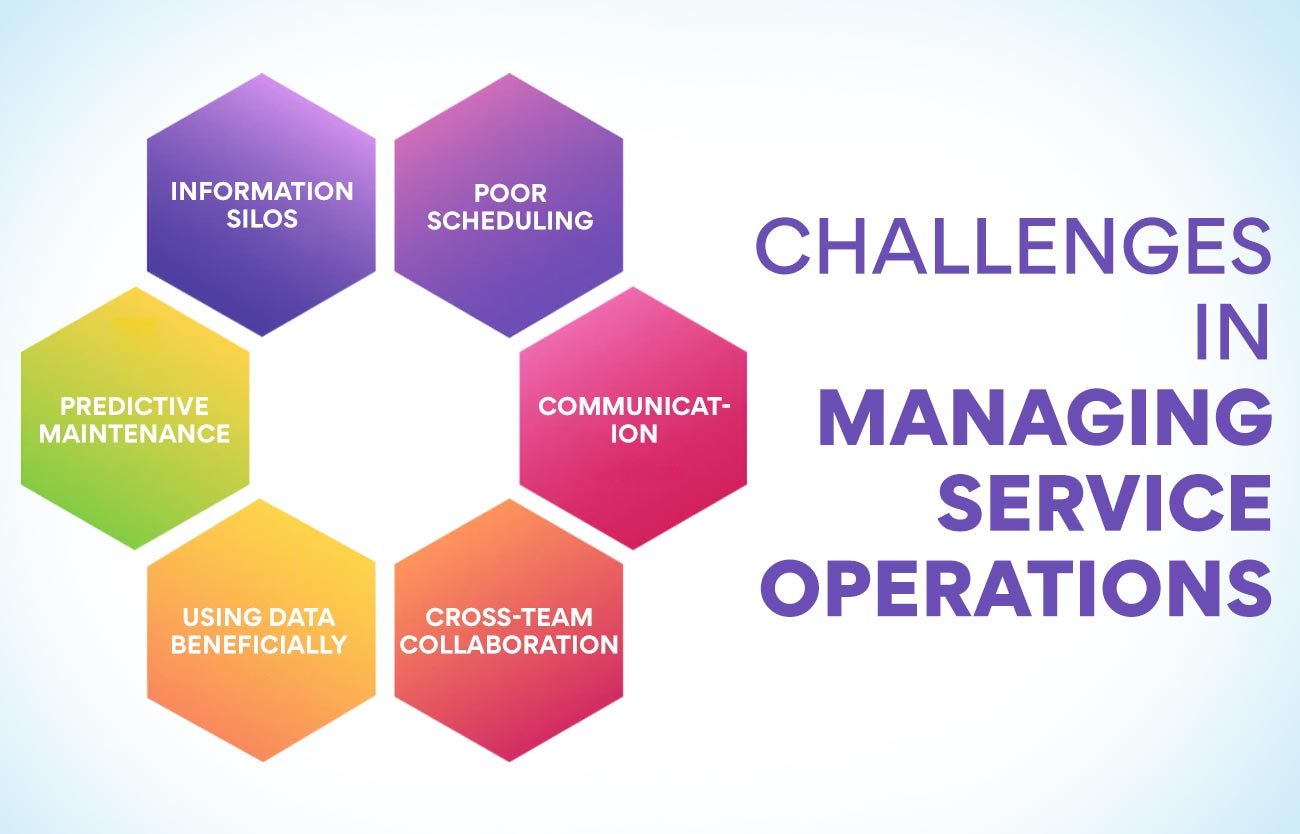 INFORMATION
SILOS
POOR
SCHEDULING
PREDICTIVE
MAINTENANCE
COMMUNICAT-
ION
USING DATA
BENEFICIALLY
CROSS-TEAM
COLLABORATION
CHALLENGES
IN
MANAGING
SERVICE
OPERATIONS